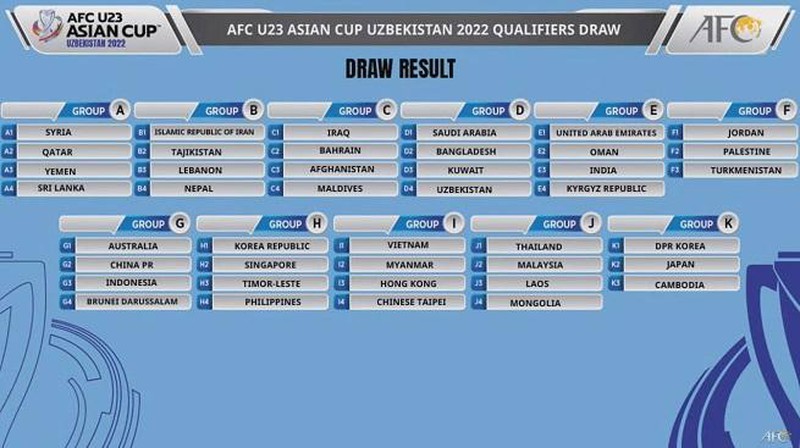 AFC U23
ASIAN CUP
UZBEKISTAN 2022
AFC U23 ASIAN CUP UZBEKISTAN 2022 QUALIFIERS DRAW
AFC
DRAW RESULT
GROUP A
A1 SYRIA
A2 QATAR
A3 YEMEN
A4 SRI LANKA
GROUP B
B1 ISLAMIC REPUBLIC OF IRAN
B2 TAJIKISTAN
B3 LEBANON
B4 NEPAL
GROUP C
C1 IRAQ
C2 BAHRAIN
C3 AFGHANISTAN
C4 MALDIVES
GROUP D
D1 SAUDI ARABIA
D2 BANGLADESH
D3 KUWAIT
D4 UZBEKISTAN
GROUP E
E1 UNITED ARAB EMIRATES
E2 OMAN
E3 INDIA
E4 KYRGYZ REPUBLIC
GROUP F
F1 JORDAN
F2 PALESTINE
F3 TURKMENISTAN
GROUP G
G1 AUSTRALIA
G2 CHINA PR
G3 INDONESIA
G4 BRUNEI DARUSSALAM
GROUP H
H1 KOREA REPUBLIC
H2 SINGAPORE
H3 TIMOR-LESTE
H4 PHILIPPINES
GROUP I
I1 VIETNAM
I2 MYANMAR
I3 HONG KONG
I4 CHINESE TAIPEI
GROUP J
J1 THAILAND
J2 MALAYSIA
J3 LAOS
J4 MONGOLIA
GROUP K
K1 DPR KOREA
K2 JAPAN
K3 CAMBODIA
AFC